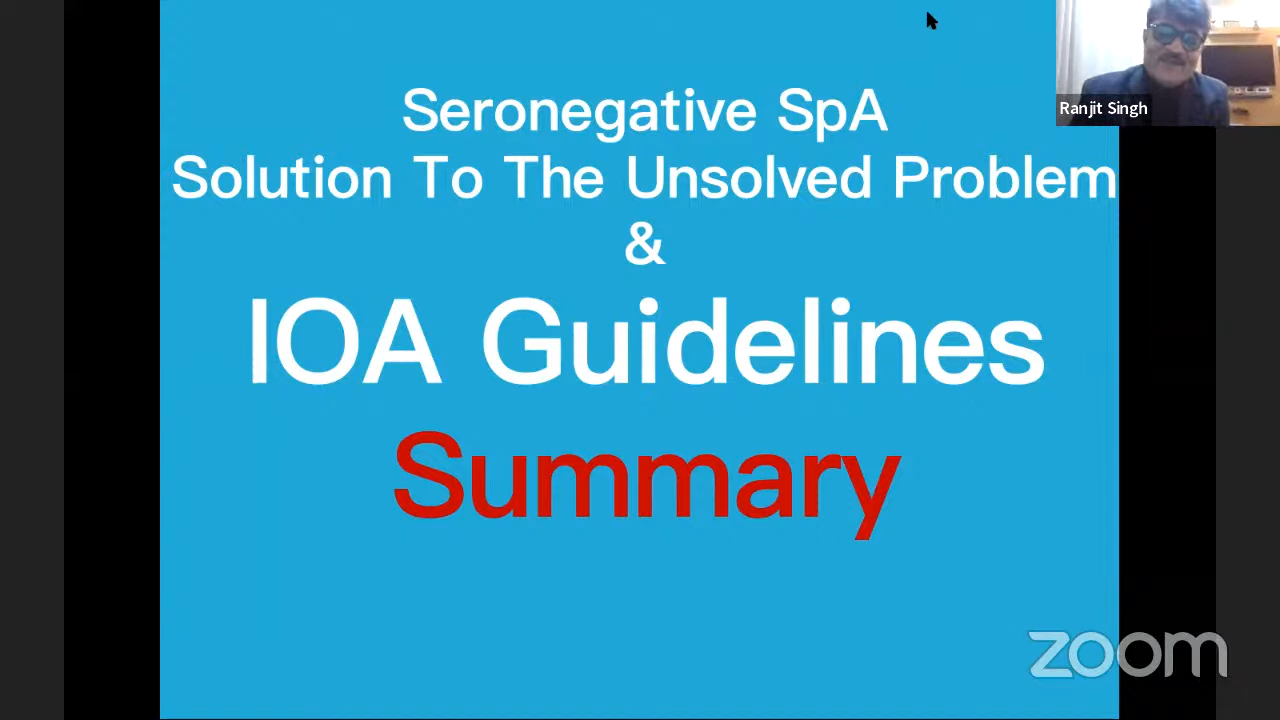 Seronegative SpA
Solution To The Unsolved Problem
&
IOA Guidelines
Summary
Ranjit Singh
zoom